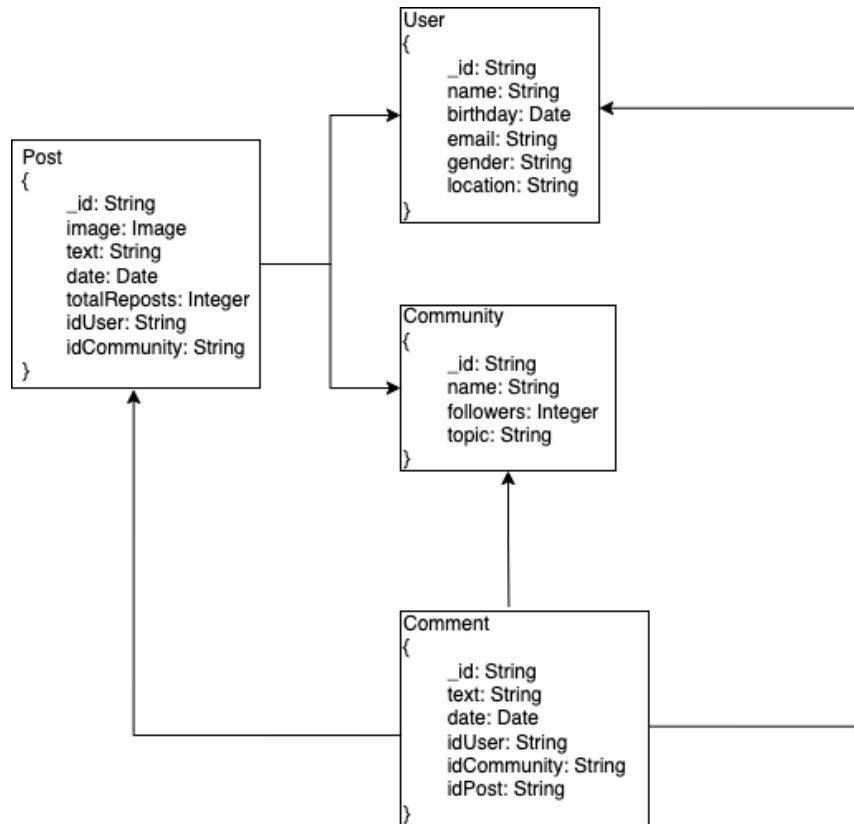 User
{
_id: String
name: String
birthday: Date
email: String
gender: String
location: String
}
Post
{
_id: String
image: Image
text: String
date: Date
totalReposts: Integer
idUser: String
idCommunity: String
}
Community
{
_id: String
name: String
followers: Integer
topic: String
}
Comment
{
_id: String
text: String
date: Date
idUser: String
idCommunity: String
idPost: String
}